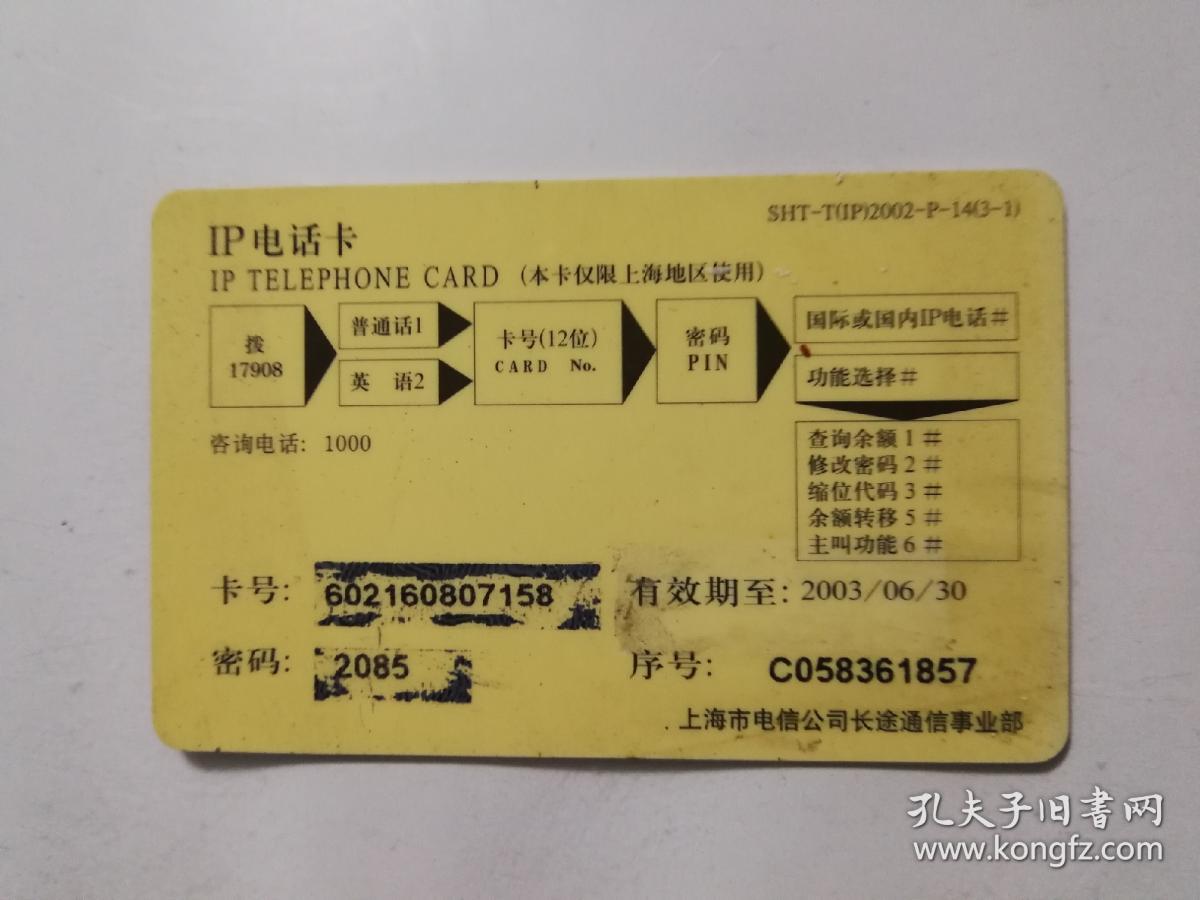 SHT-T(IP)2002-P-14(3-1)
IP电话卡
IP TELEPHONE CARD (本卡仅限上海地区使用)
拨
17908
普通话1
英 语2
卡号(12位)
CARD No.
密码
PIN
国际或国内IP电话#
功能选择#
查询余额1#
修改密码2#
缩位代码3#
余额转移5#
主叫功能6#
咨询电话: 1000
卡号: 602160807158
有效期至: 2003/06/30
密码: 2085
序号: C058361857
上海市电信公司长途通信事业部
孔夫子旧书网
www.kongfz.com